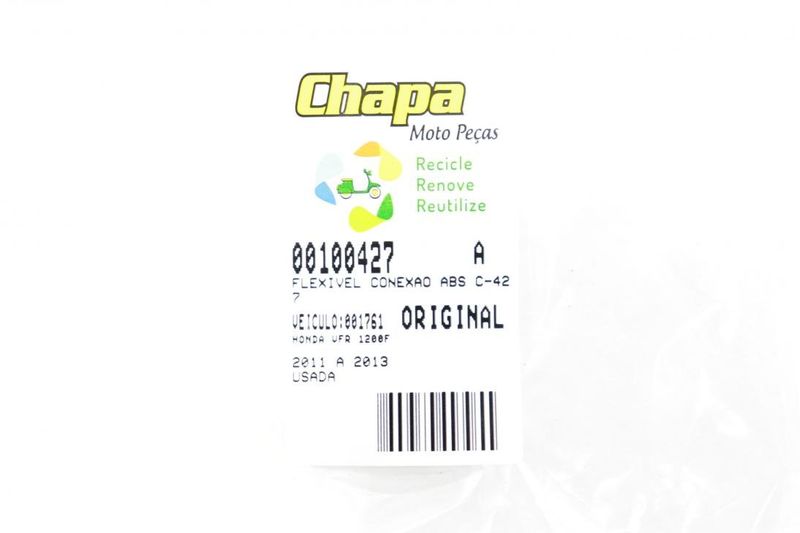 Chapa
Moto Peças
Recicle
Renove
Reutilize
00100427 A
FLEXIVEL CONEXAO ABS C-42
7
VEICULO:001761 ORIGINAL
HONDA VFR 1200F
2011 A 2013
USADA